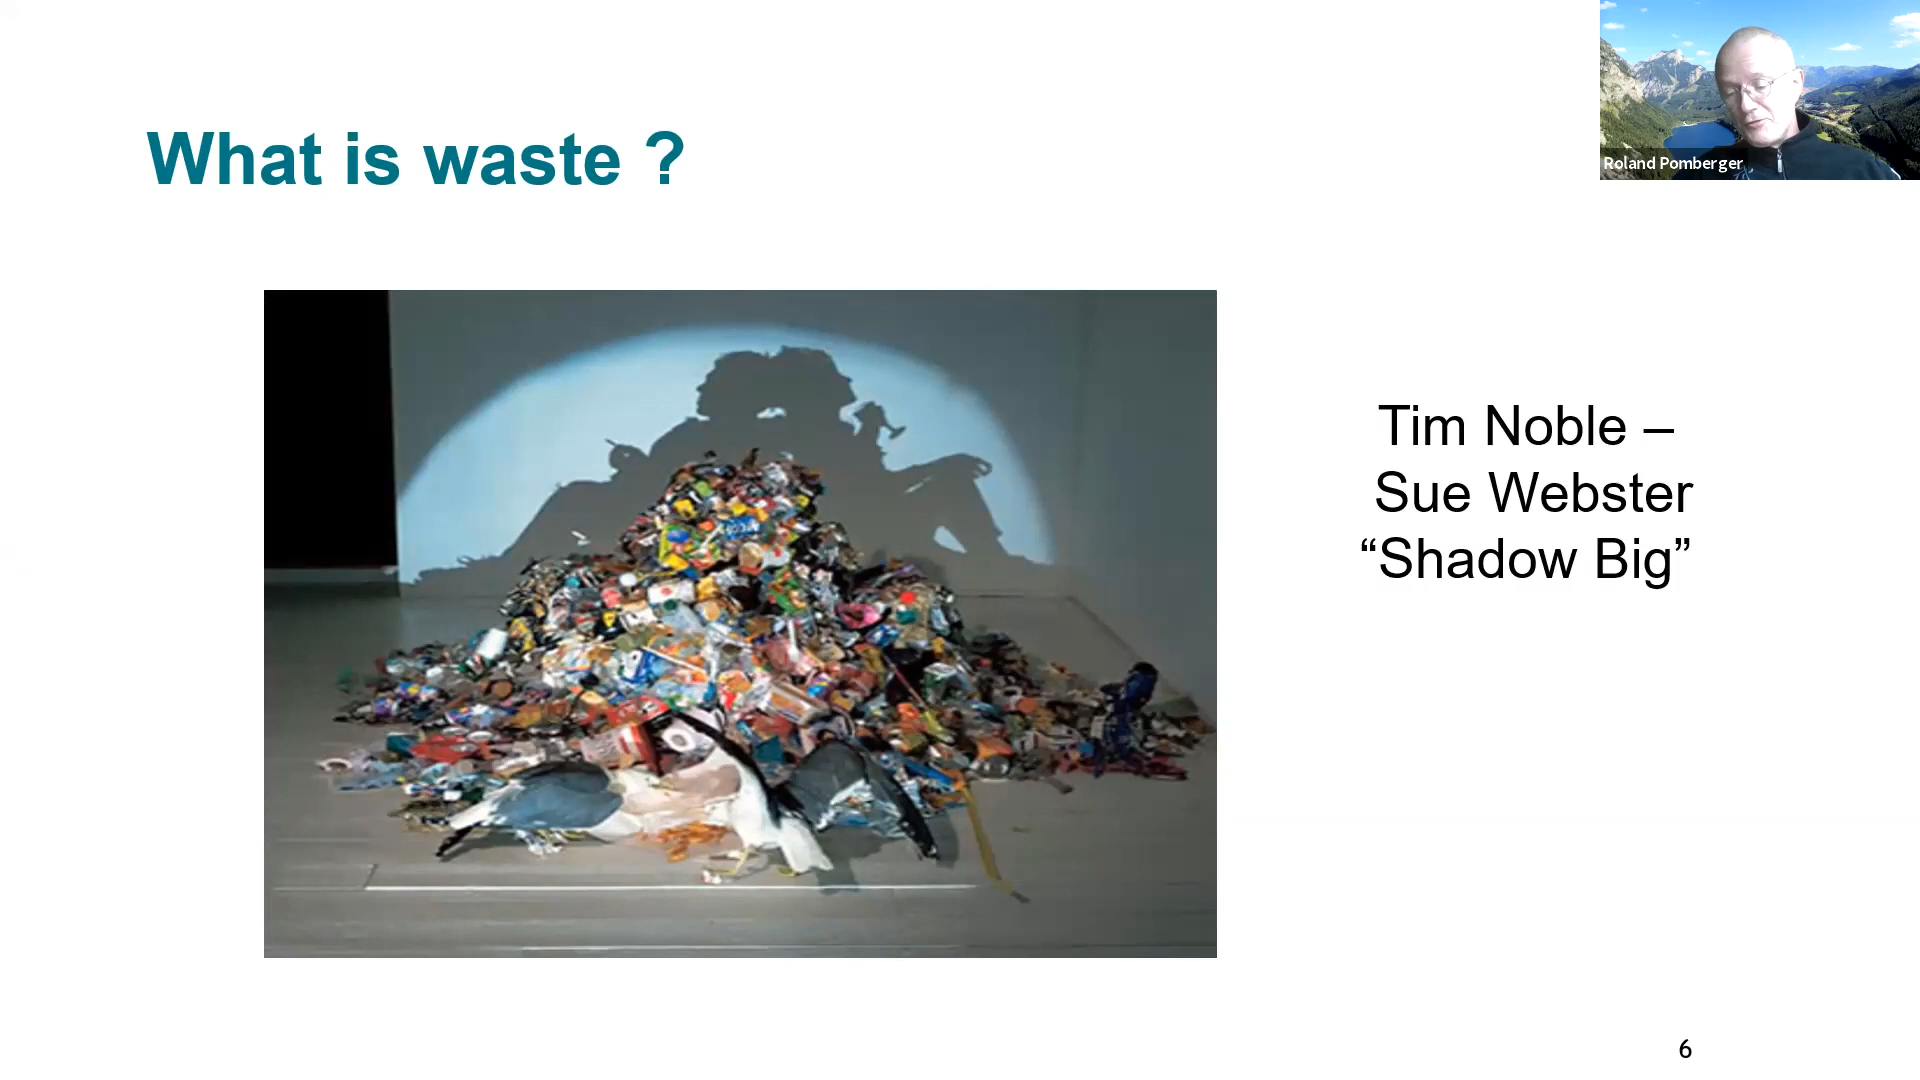 What is waste ?
Roland Pomberger
Tim Noble –
Sue Webster
“Shadow Big”
6